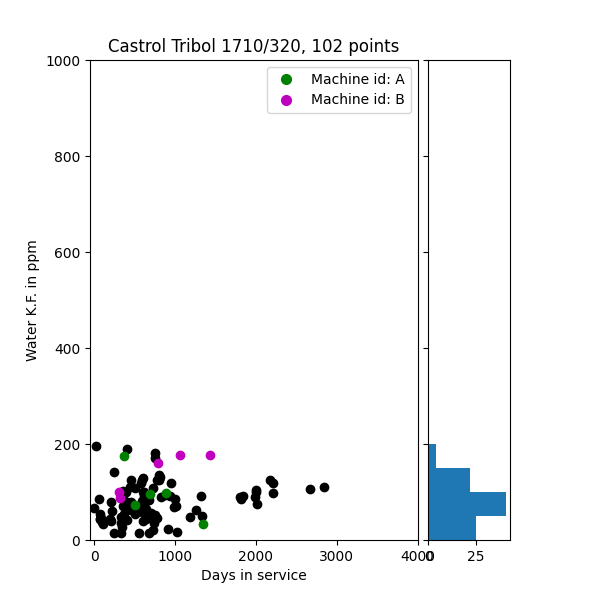 Castrol Tribol 1710/320, 102 points
Machine id: A
Machine id: B
1000
800
600
400
200
0
Water K.F. in ppm
0 1000 2000 3000 4000
0 25
Days in service